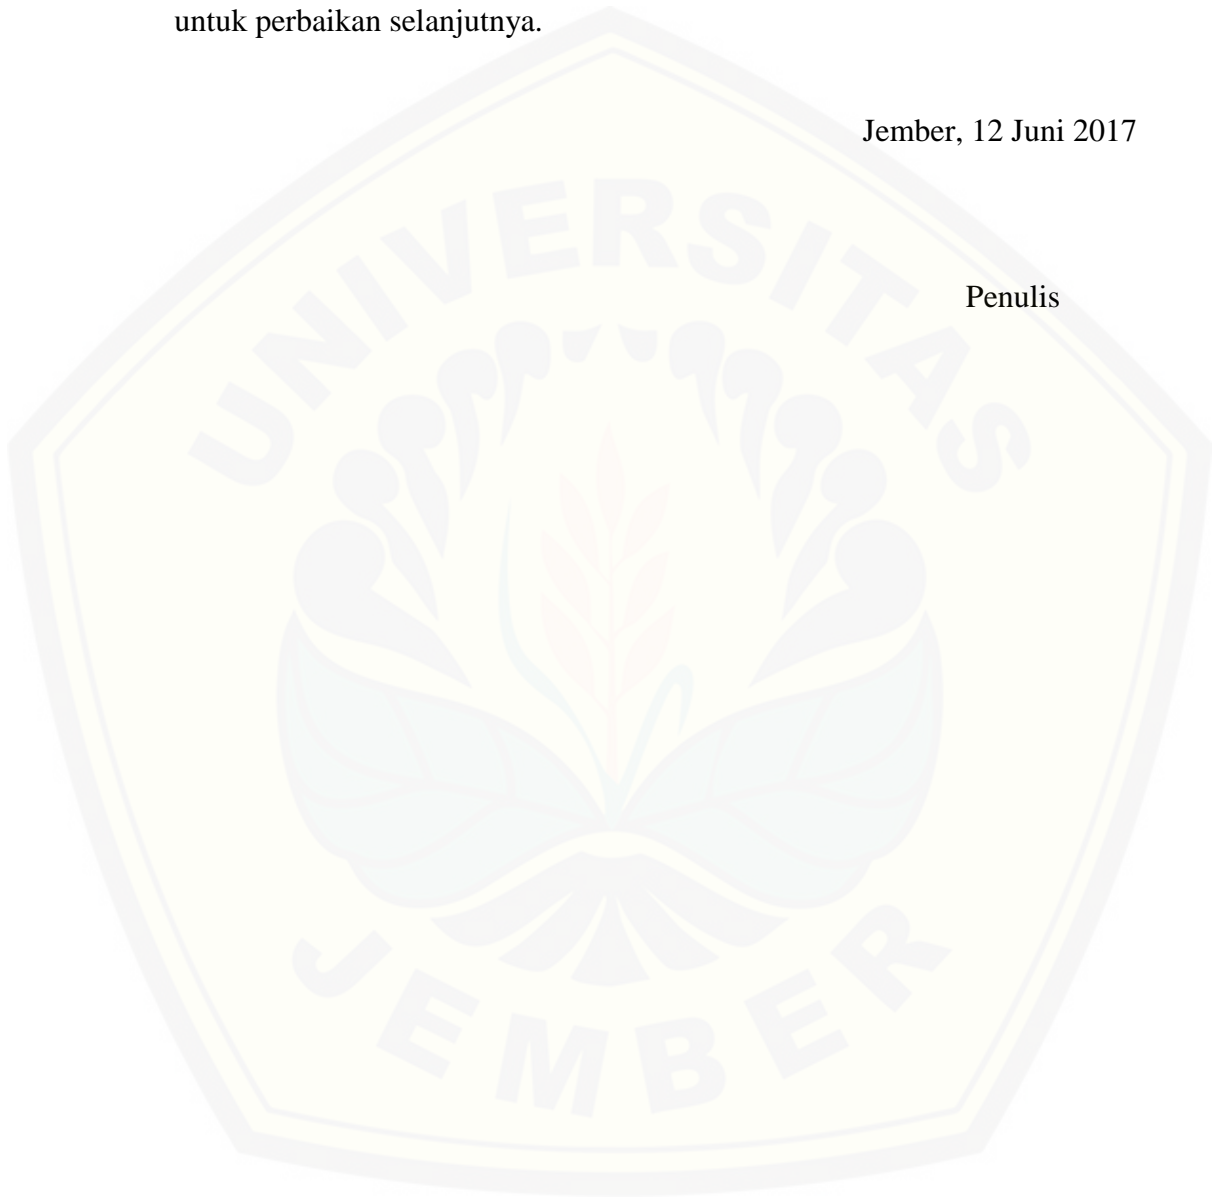 untuk perbaikan selanjutnya.
Jember, 12 Juni 2017
Penulis
UNIVERSITAS
JEMBER